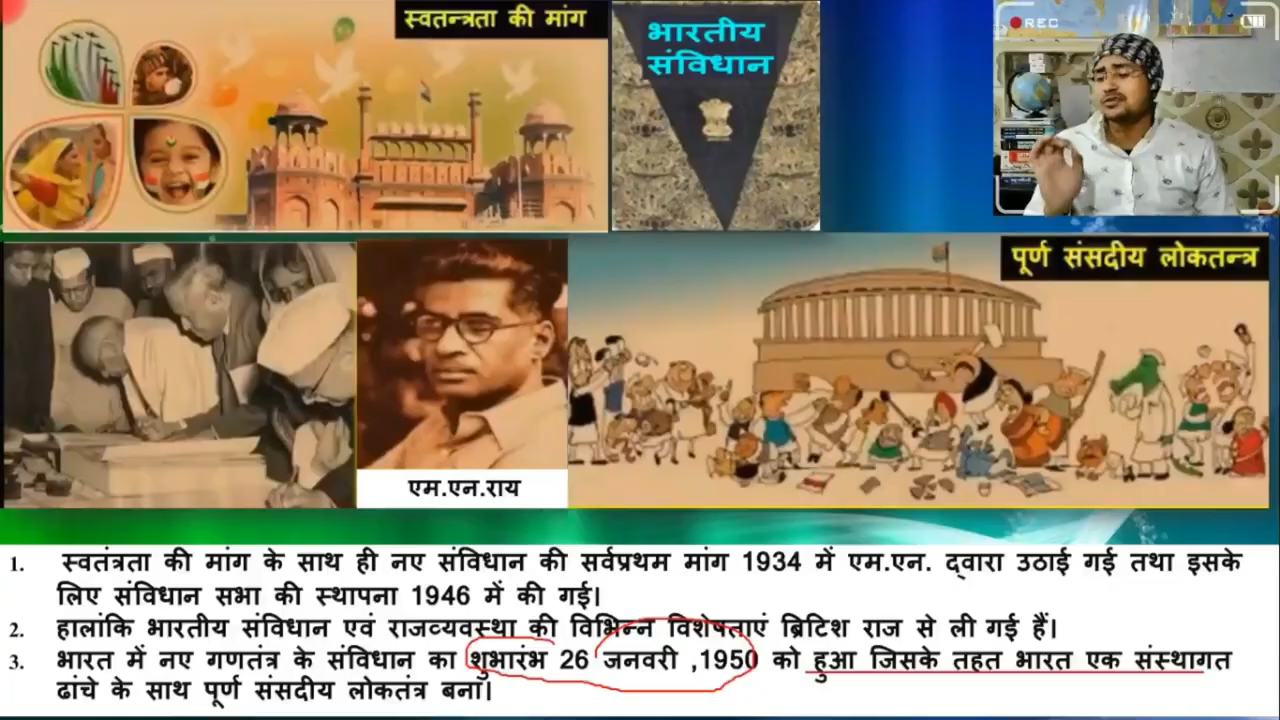 स्वतन्त्रता की मांग
भारतीय
संविधान
REC
पूर्ण संसदीय लोकतन्त्र
एम.एन.राय
1. स्वतंत्रता की मांग के साथ ही नए संविधान की सर्वप्रथम मांग 1934 में एम.एन. द्वारा उठाई गई तथा इसके
लिए संविधान सभा की स्थापना 1946 में की गई।
2. हालांकि भारतीय संविधान एवं राजव्यवस्था की विभिन्न विशेषताएं ब्रिटिश राज से ली गई हैं।
3. भारत में नए गणतंत्र के संविधान का शुभारंभ 26 जनवरी ,1950 को हुआ जिसके तहत भारत एक संस्थागत
ढांचे के साथ पूर्ण संसदीय लोकतंत्र बना।